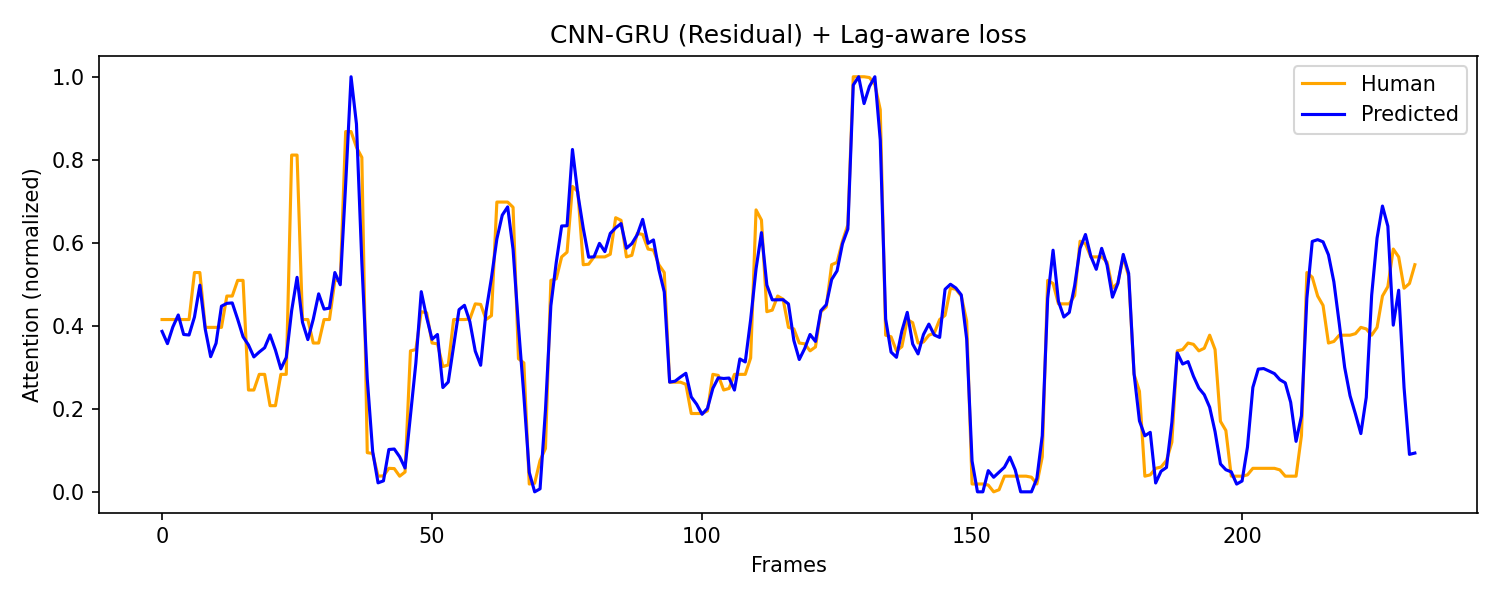 CNN-GRU (Residual) + Lag-aware loss
Human
Predicted
Attention (normalized)
1.0
0.8
0.6
0.4
0.2
0.0
0 50 100 150 200
Frames